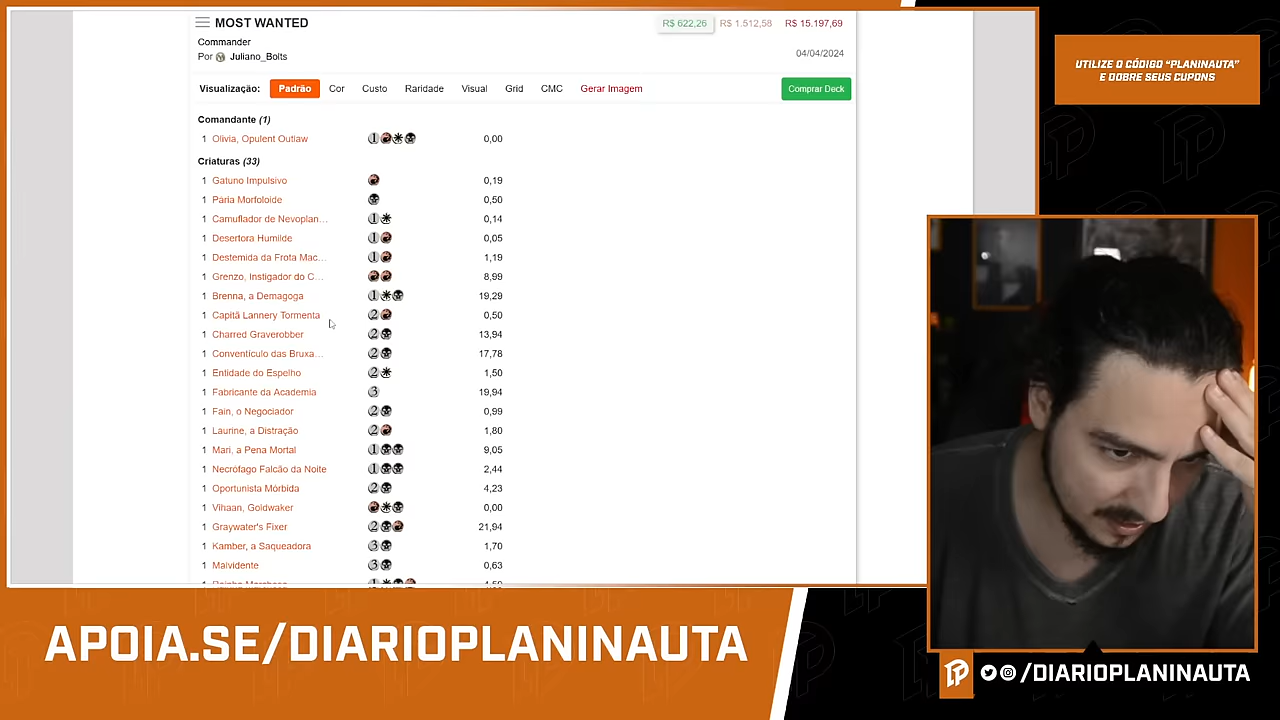 MOST WANTED
R$ 622,26 R$ 1.512,58 R$ 15.197,69
Commander
Por Juliano_Bolts
04/04/2024
Visualização: Padrão Cor Custo Raridade Visual Grid CMC Gerar Imagem Comprar Deck
Comandante (1)
1 Olivia, Opulent Outlaw 0,00
Criaturas (33)
1 Gatuno Impulsivo 0,19
1 Pária Morfoloide 0,50
1 Camuflador de Nevoplan... 0,14
1 Desertora Humilde 0,05
1 Destemida da Frota Mac... 1,19
1 Grenzo, Instigador do C... 8,99
1 Brenna, a Demagoga 19,29
1 Capitã Lannery Tormenta 0,50
1 Charred Graverobber 13,94
1 Conventículo das Bruxa... 17,78
1 Entidade do Espelho 1,50
1 Fabricante da Academia 19,94
1 Fain, o Negociador 0,99
1 Laurine, a Distração 1,80
1 Mari, a Pena Mortal 9,05
1 Necrófago Falcão da Noite 2,44
1 Oportunista Mórbida 4,23
1 Vihaan, Goldwaker 0,00
1 Graywater's Fixer 21,94
1 Kamber, a Saqueadora 1,70
1 Malvidente 0,63
UTILIZE O CÓDIGO "PLANINAUTA"
E DOBRE SEUS CUPONS
APOIA.SE/DIARIOPLANINAUTA
/DIARIOPLANINAUTA